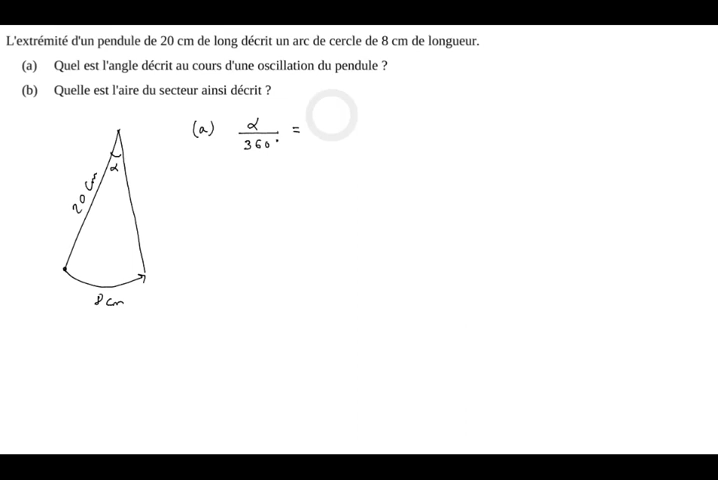 L'extrémité d'un pendule de 20 cm de long décrit un arc de cercle de 8 cm de longueur.
(a) Quel est l'angle décrit au cours d'une oscillation du pendule ?
(b) Quelle est l'aire du secteur ainsi décrit ?
(a) α/360° =
α
20 cm
8 cm